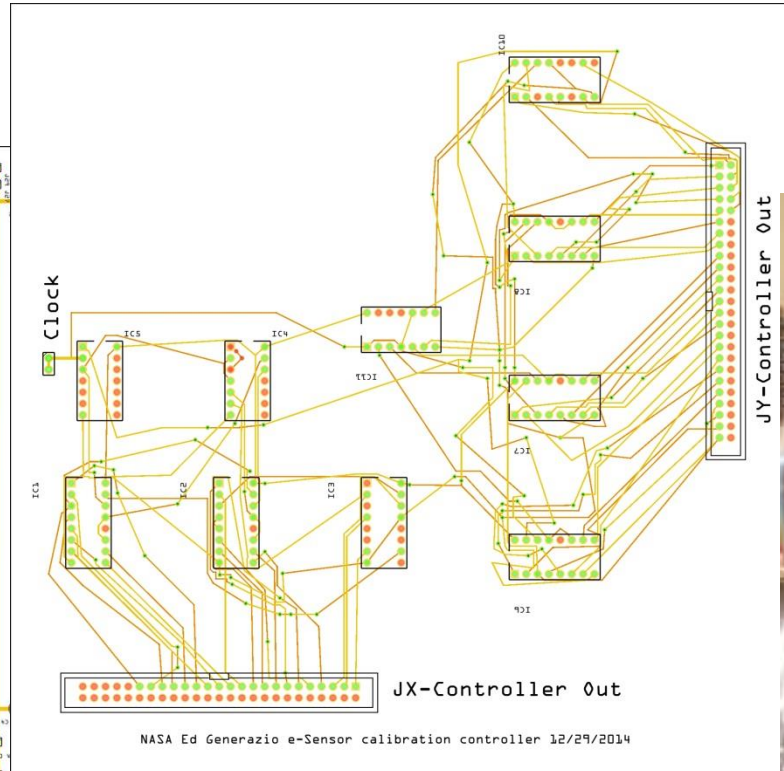 IC10
JY-Controller Out
IC8
Clock
IC5
IC4
IC11
IC7
IC1
IC2
IC3
IC6
JX-Controller Out
NASA Ed Generazio e-Sensor calibration controller 12/29/2014